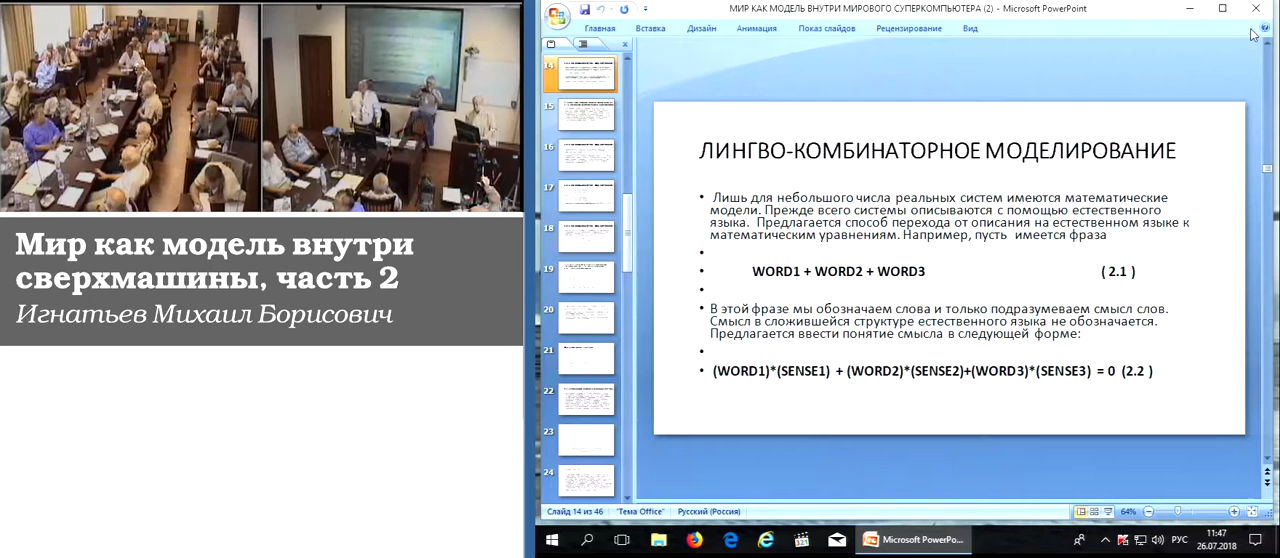 Мир как модель внутри
сверхмашины, часть 2
Игнатьев Михаил Борисович
МИР КАК МОДЕЛЬ ВНУТРИ МИРОВОГО СУПЕРКОМПЬЮТЕРА (2) - Microsoft PowerPoint
Главная Вставка Дизайн Анимация Показ слайдов Рецензирование Вид
14
15
16
17
18
19
20
21
22
23
24
ЛИНГВО-КОМБИНАТОРНОЕ МОДЕЛИРОВАНИЕ
• Лишь для небольшого числа реальных систем имеются математические
модели. Прежде всего системы описываются с помощью естественного
языка. Предлагается способ перехода от описания на естественном языке к
математическим уравнениям. Например, пусть имеется фраза
•
• WORD1 + WORD2 + WORD3 ( 2.1 )
•
• В этой фразе мы обозначаем слова и только подразумеваем смысл слов.
Смысл в сложившейся структуре естественного языка не обозначается.
Предлагается ввести понятие смысла в следующей форме:
•
• (WORD1)*(SENSE1) + (WORD2)*(SENSE2)+(WORD3)*(SENSE3) = 0 (2.2 )
Слайд 14 из 46 "Тема Office" Русский (Россия) 64%
Microsoft PowerPo... РУС 11:47
26.07.2018